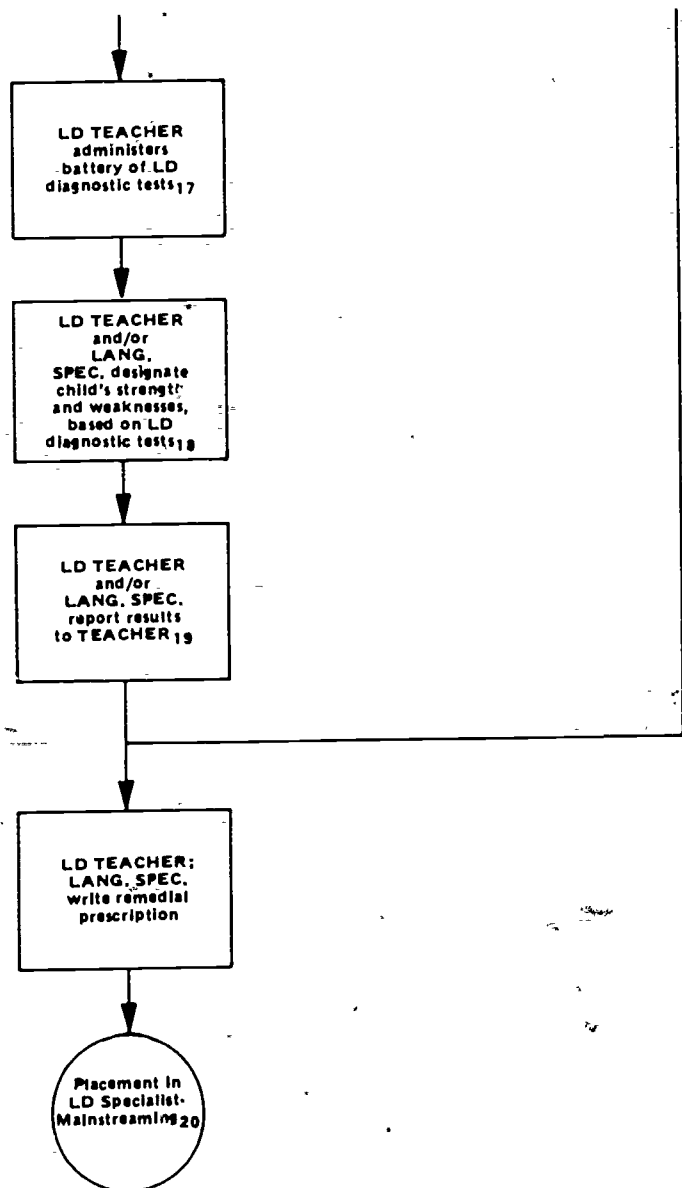 LD TEACHER
administers
battery of LD
diagnostic tests17
LD TEACHER
and/or
LANG,
SPEC, designate
child's strength
and weaknesses,
based on LD
diagnostic tests18
LD TEACHER
and/or
LANG, SPEC,
report results
to TEACHER19
LD TEACHER;
LANG, SPEC,
write remedial
prescription
Placement in
LD Specialist-
Mainstreaming20